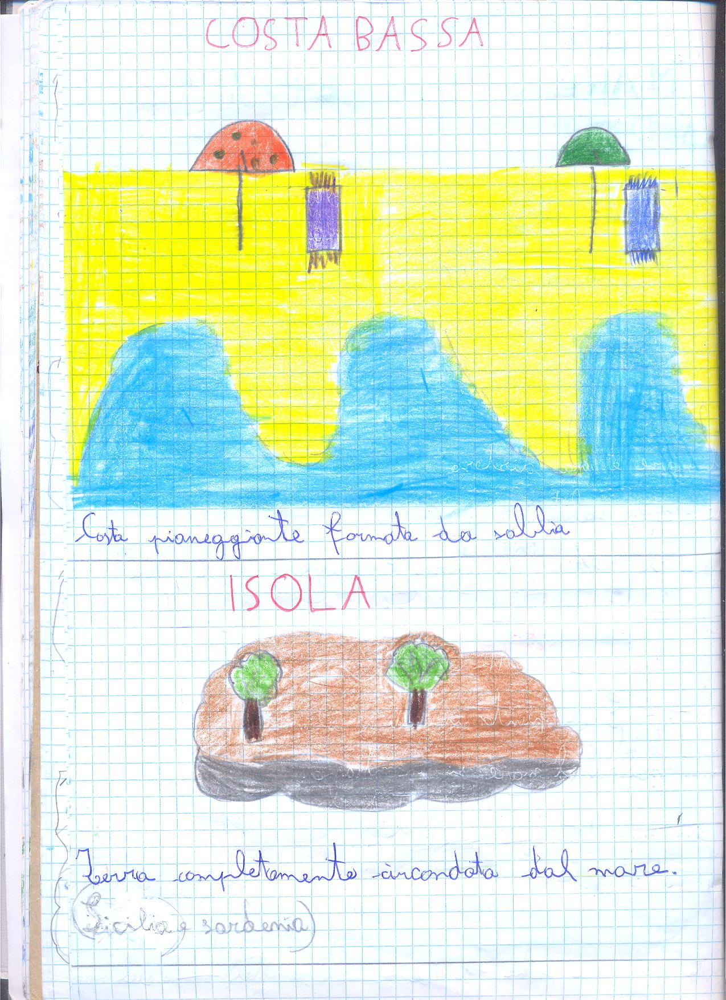 COSTA BASSA
Costa pianeggiante formata da sabbia
ISOLA
Terra completamente circondata dal mare.
(Sicilia e sardenia)